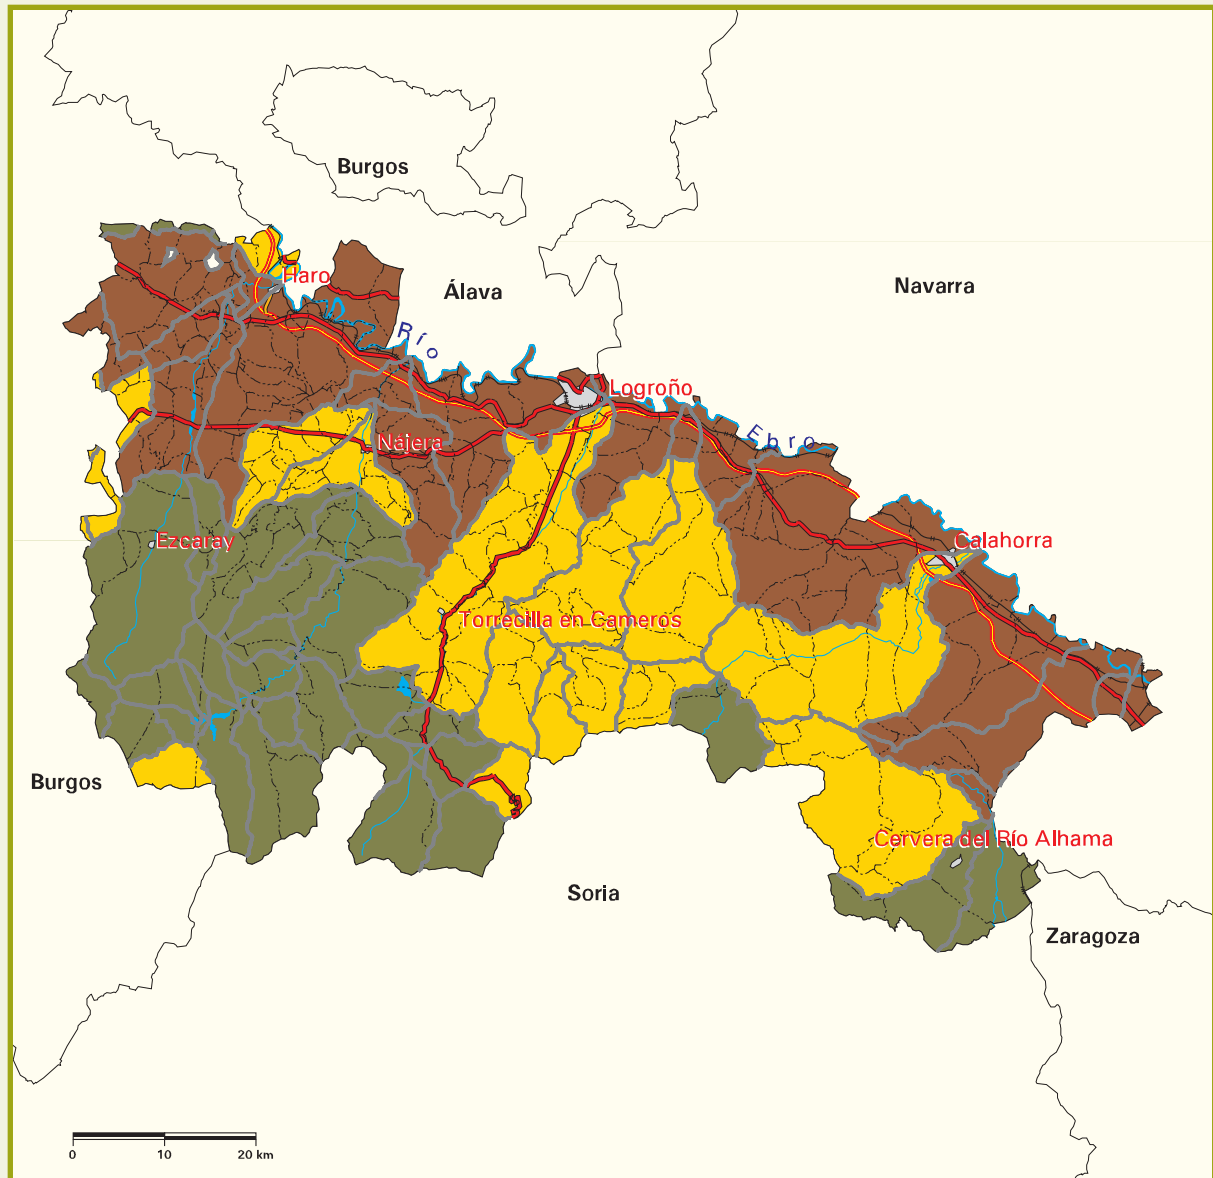 Burgos
Haro
Álava
Navarra
Río
Logroño
Nájera
Ebro
Ezcaray
Calahorra
Torrecilla en Cameros
Burgos
Cervera del Río Alhama
Soria
Zaragoza
0 10 20 km